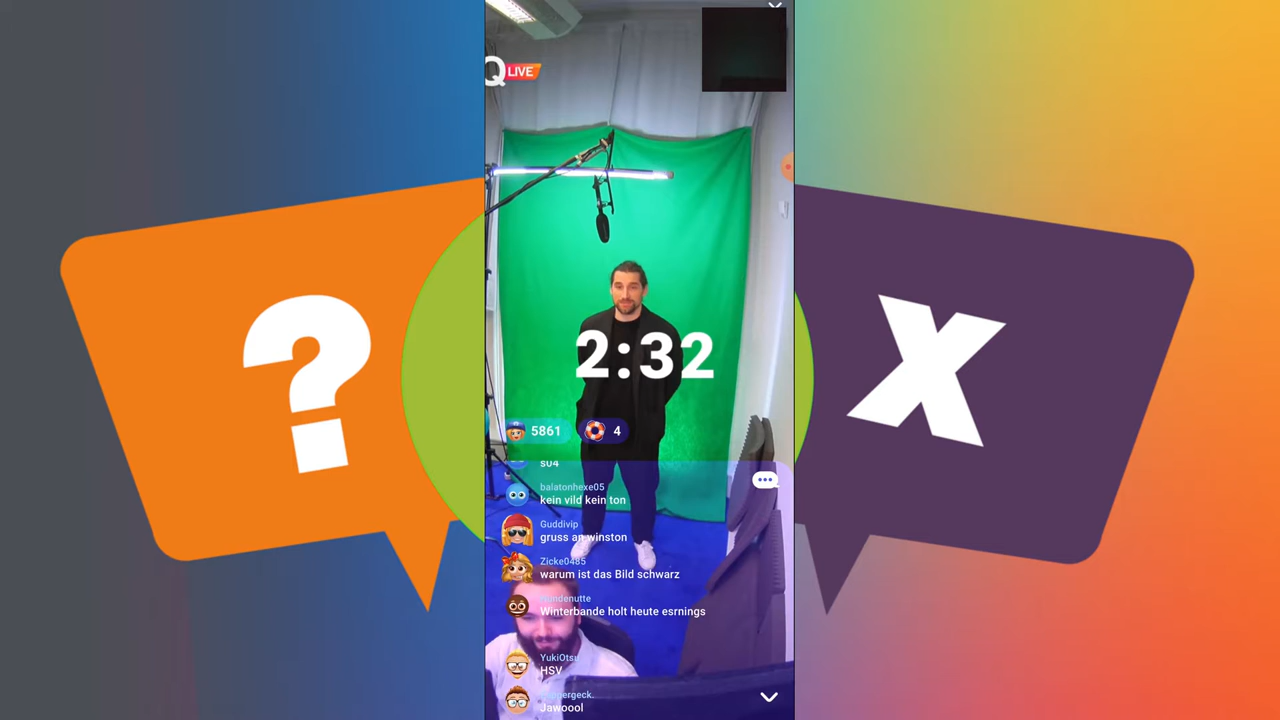 Q LIVE
? X
2:32
5861 4
s04
balatonhexe05
kein vild kein ton
Guddivip
gruss an winston
Zicke0485
warum ist das Bild schwarz
Winterbande holt heute esrnings
YukiOtsu
HSV
Jawoool